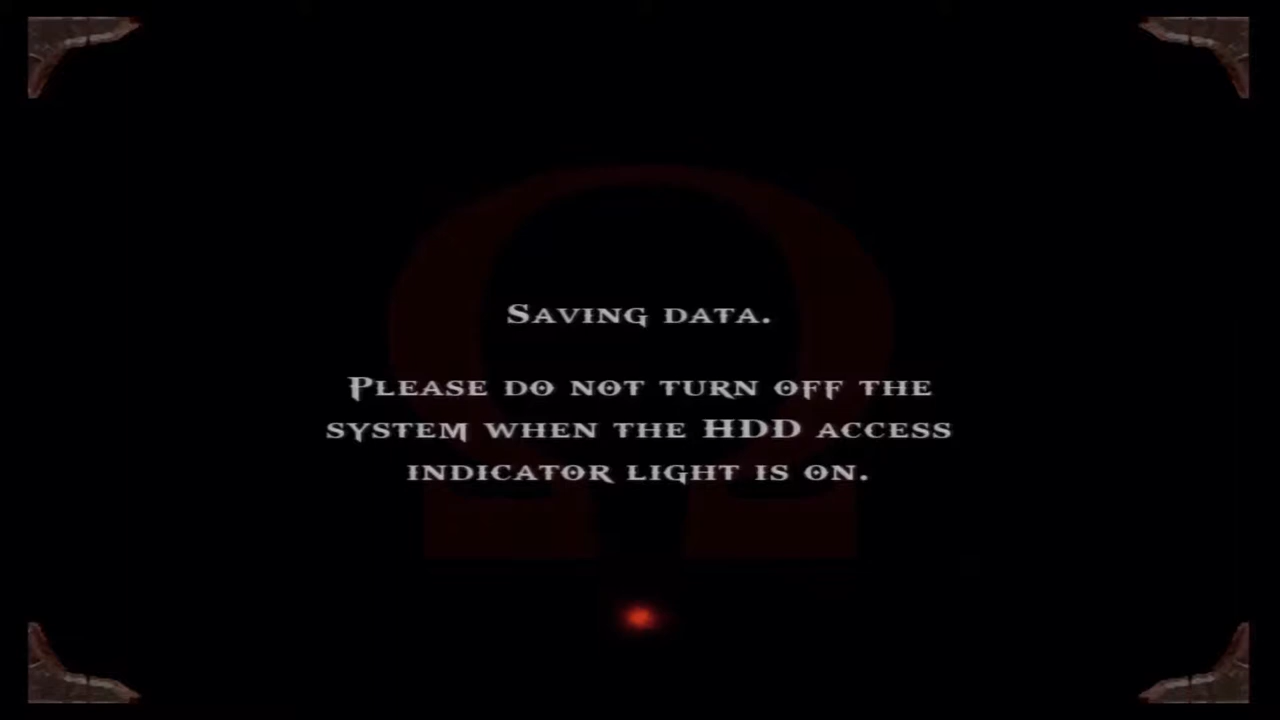 Saving data.
Please do not turn off the
system when the HDD access
indicator light is on.